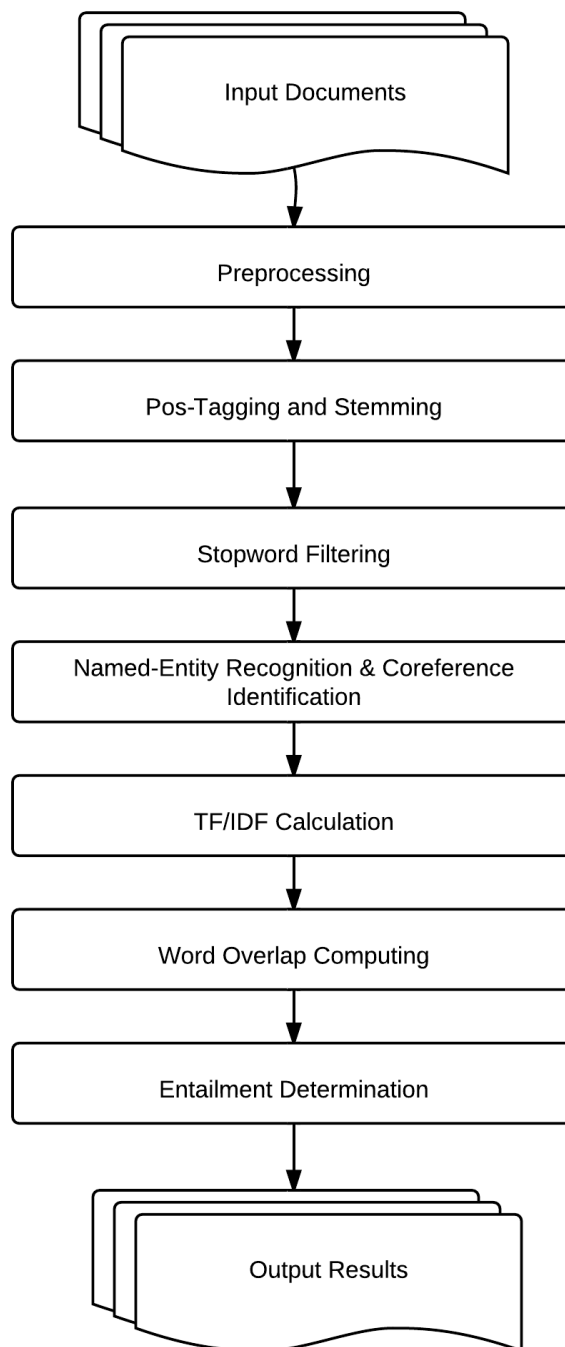 Input Documents
Preprocessing
Pos-Tagging and Stemming
Stopword Filtering
Named-Entity Recognition & Coreference
Identification
TF/IDF Calculation
Word Overlap Computing
Entailment Determination
Output Results